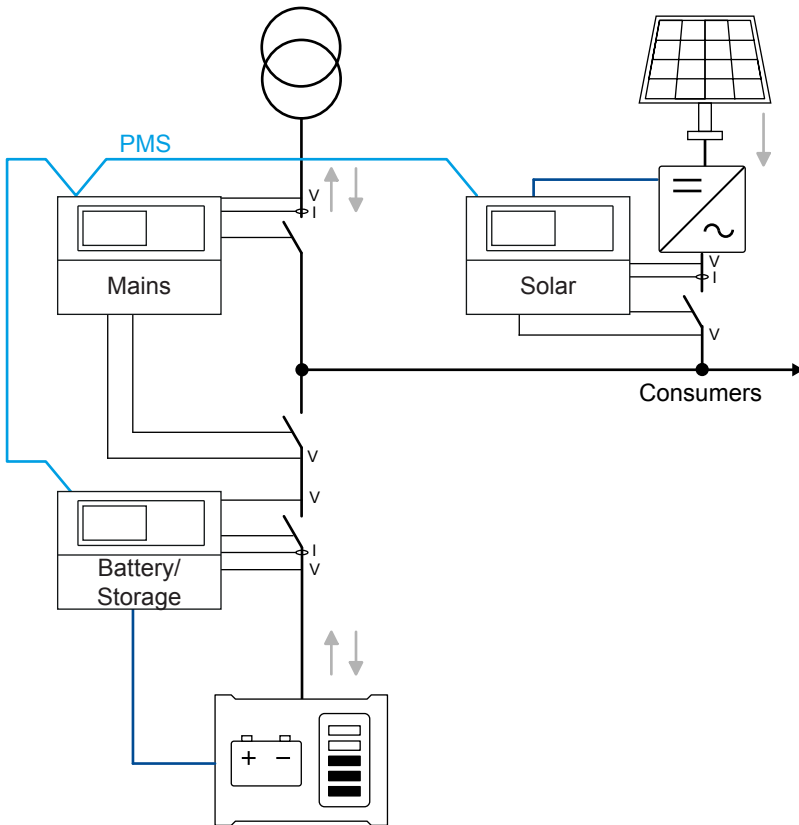 PMS
V
I
Mains
V
I
Solar
V
Consumers
V
V
I
V
Battery/
Storage
+ −